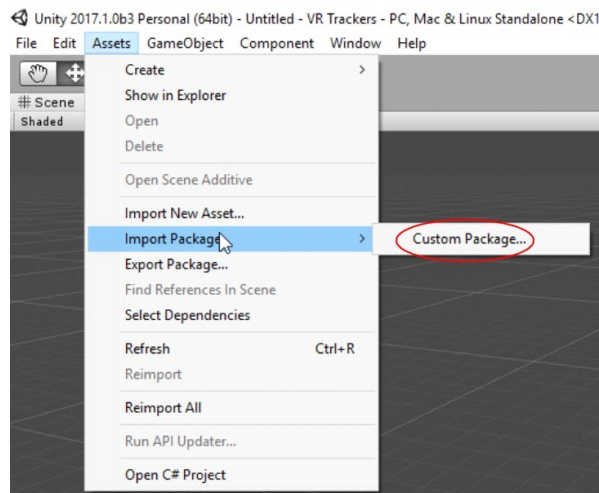 Unity 2017.1.0b3 Personal (64bit) - Untitled - VR Trackers - PC, Mac & Linux Standalone <DX1
File Edit Assets GameObject Component Window Help
Create >
# Scene
Show in Explorer
Shaded
Open
Delete
Open Scene Additive
Import New Asset...
Import Package >
Custom Package...
Export Package...
Find References In Scene
Select Dependencies
Refresh Ctrl+R
Reimport
Reimport All
Run API Updater...
Open C# Project